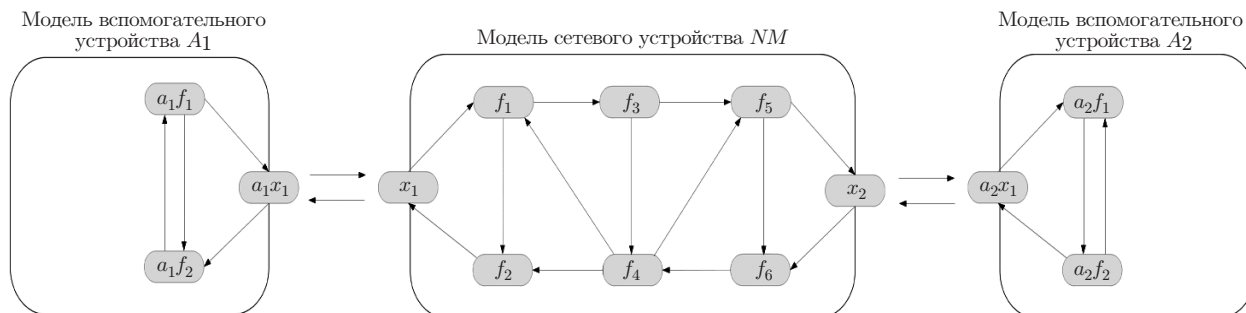 Модель вспомогательного
устройства A1
Модель сетевого устройства NM
Модель вспомогательного
устройства A2
a₁f₁
f₁
f₃
f₅
a₂f₁
a₁x₁
x₁
x₂
a₂x₁
a₁f₂
f₂
f₄
f₆
a₂f₂